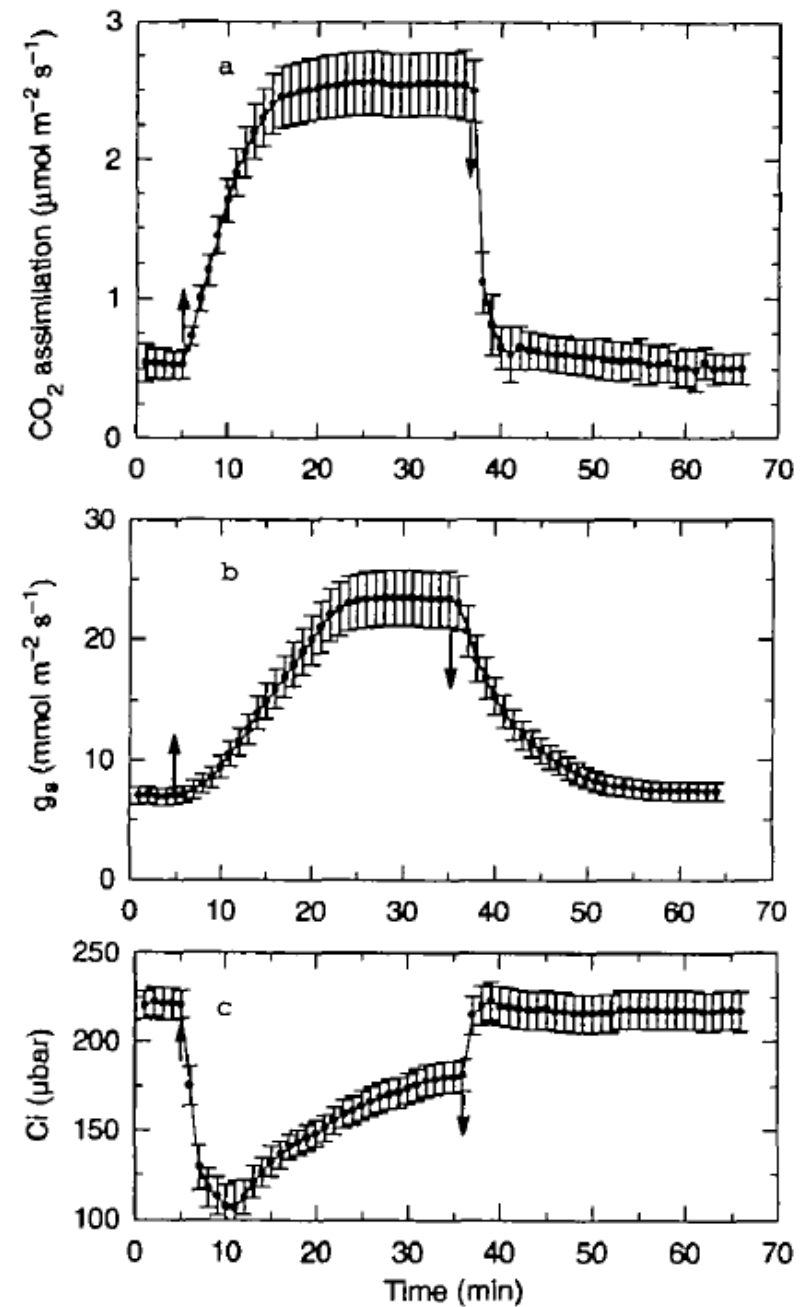 a
CO₂ assimilation (μmol m⁻² s⁻¹)
3
2
1
0
0 10 20 30 40 50 60 70
b
gs (mmol m⁻² s⁻¹)
30
20
10
0
0 10 20 30 40 50 60 70
c
Ci (μbar)
250
200
150
100
0 10 20 30 40 50 60 70
Time (min)